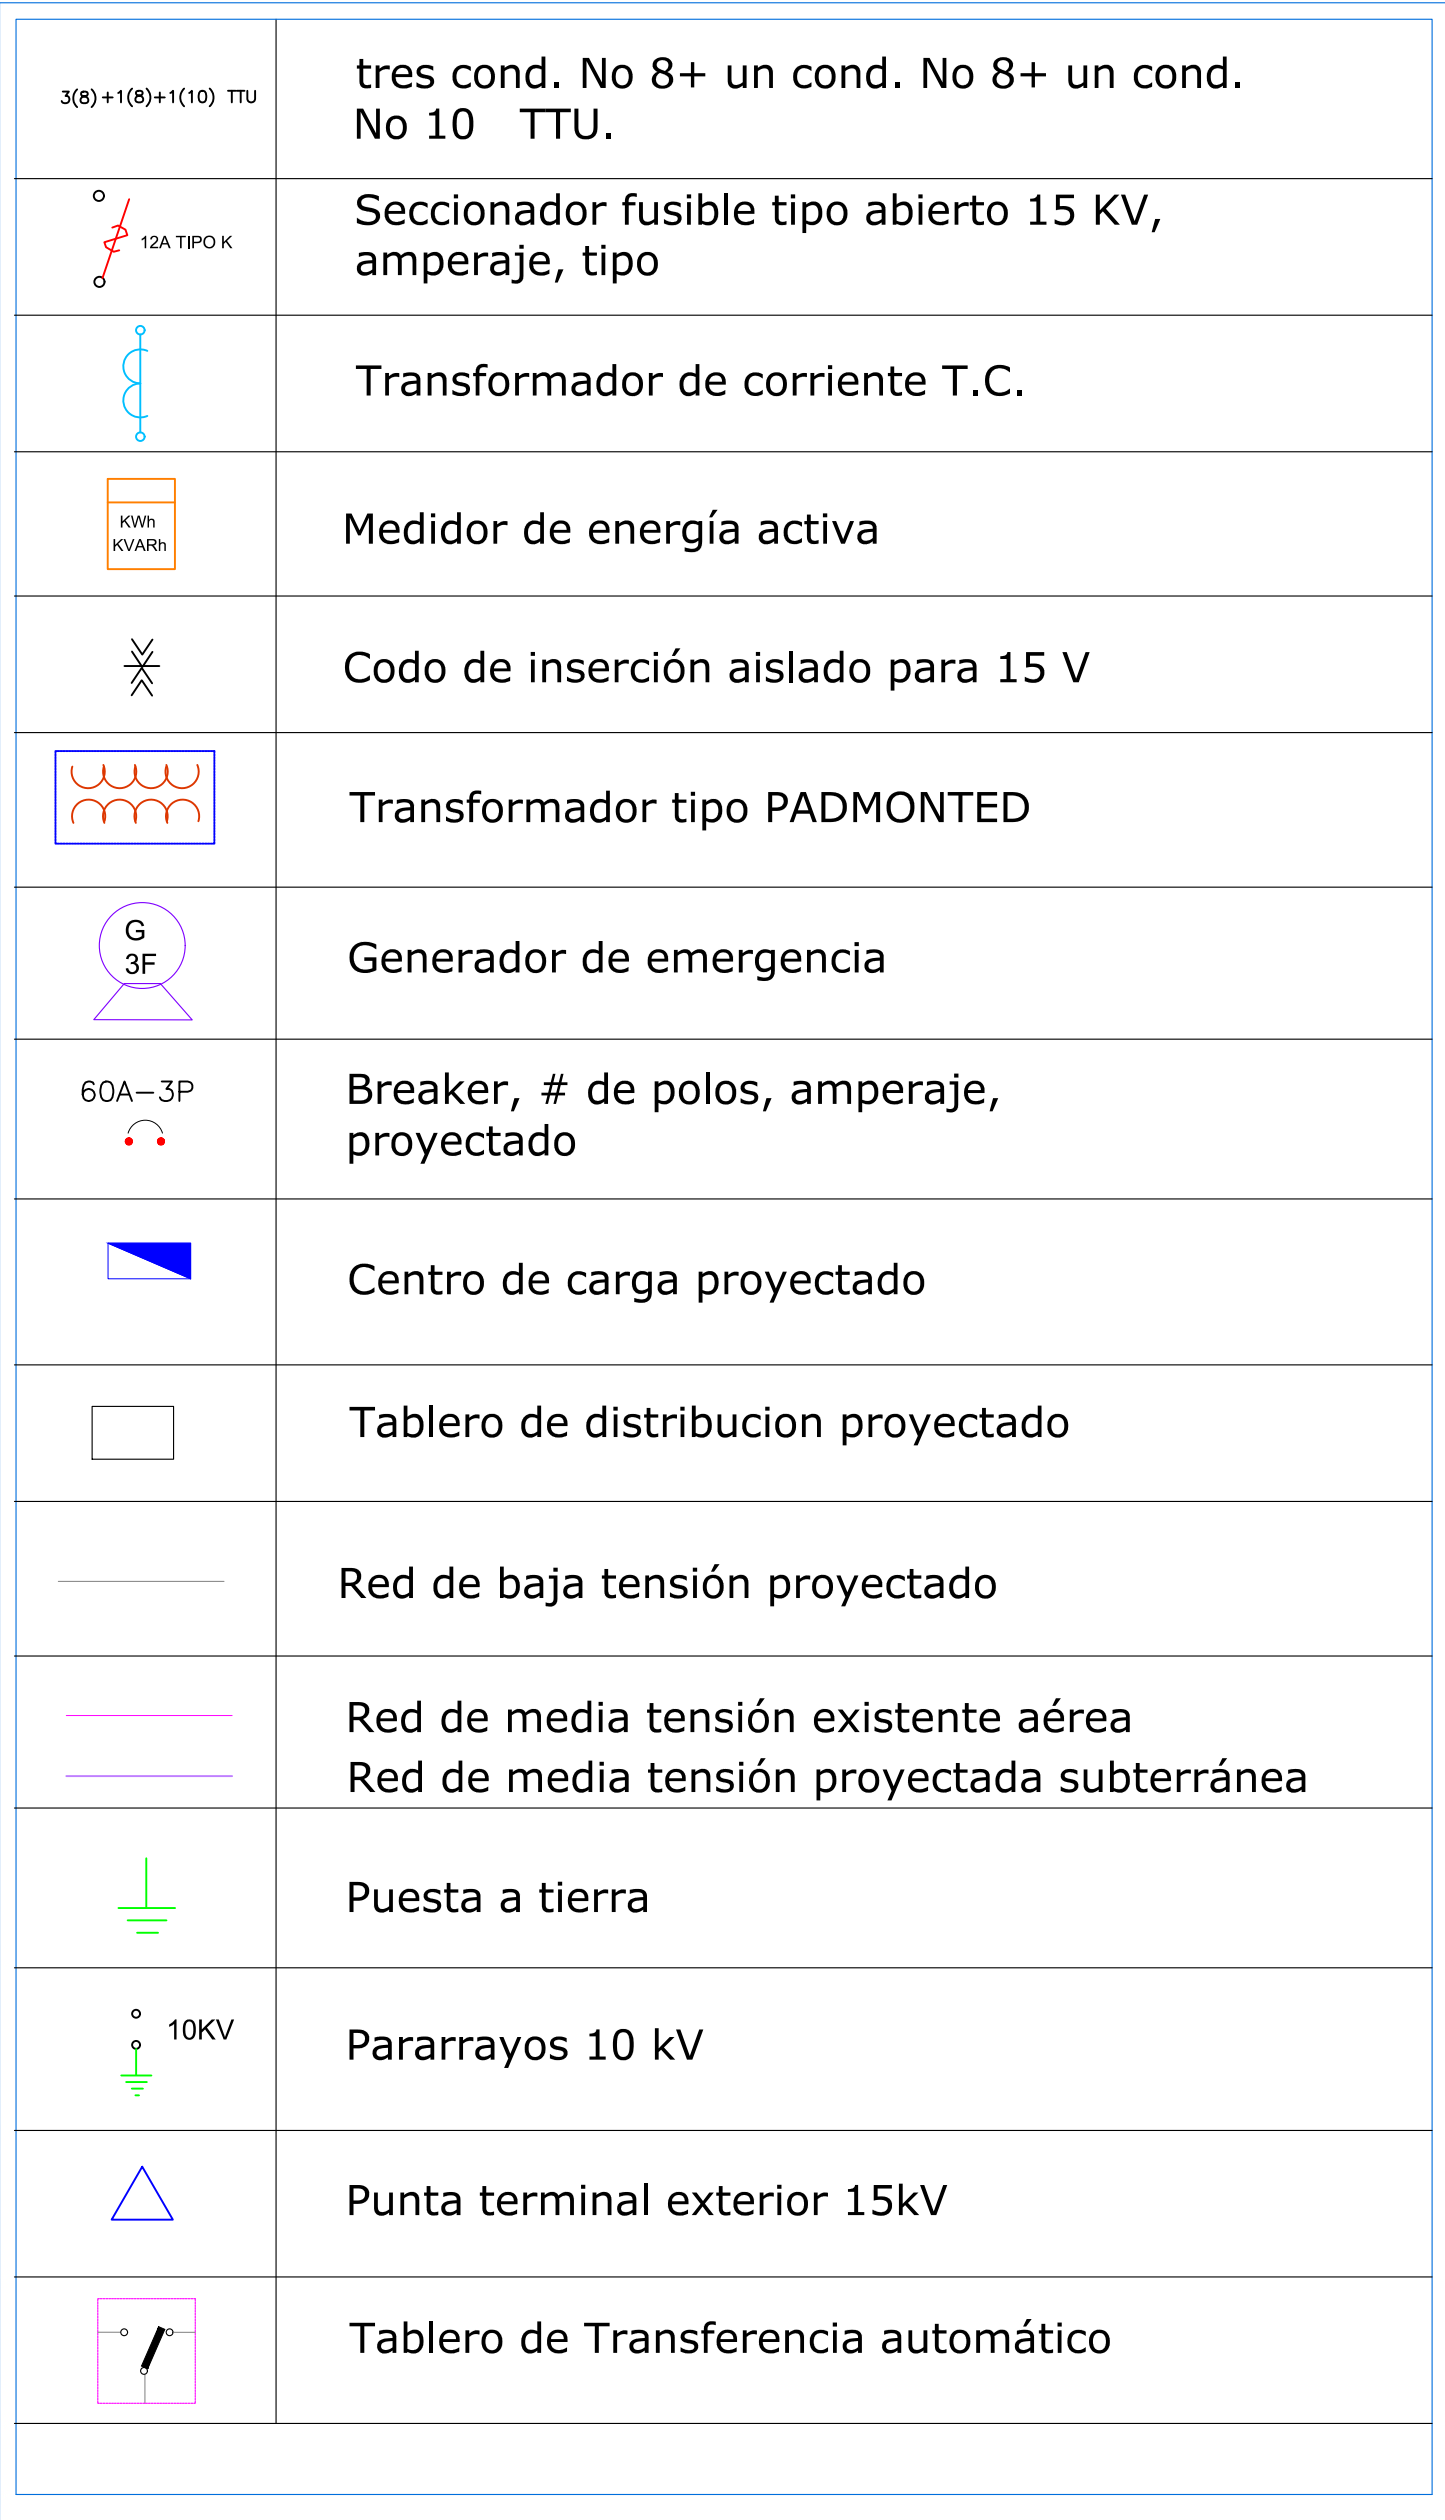 3(8)+1(8)+1(10) TTU
tres cond. No 8+ un cond. No 8+ un cond.
No 10 TTU.
12A TIPO K
Seccionador fusible tipo abierto 15 KV,
amperaje, tipo
Transformador de corriente T.C.
KWh
KVARh
Medidor de energía activa
Codo de inserción aislado para 15 V
Transformador tipo PADMONTED
G
3F
Generador de emergencia
60A-3P
Breaker, # de polos, amperaje,
proyectado
Centro de carga proyectado
Tablero de distribucion proyectado
Red de baja tensión proyectado
Red de media tensión existente aérea
Red de media tensión proyectada subterránea
Puesta a tierra
10KV
Pararrayos 10 kV
Punta terminal exterior 15kV
Tablero de Transferencia automático